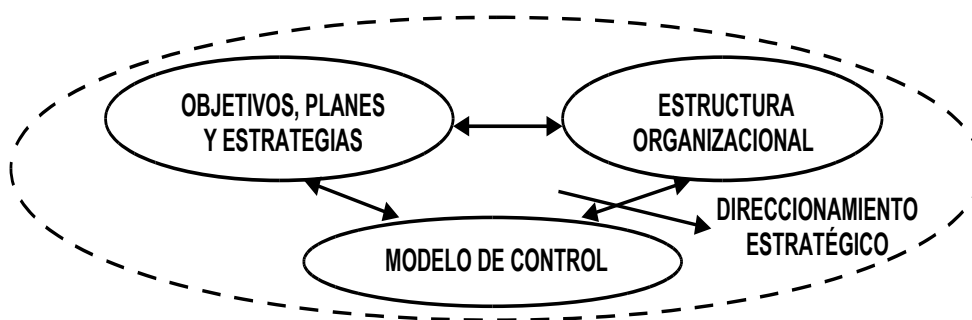 OBJETIVOS, PLANES
Y ESTRATEGIAS
ESTRUCTURA
ORGANIZACIONAL
DIRECCIONAMIENTO
ESTRATÉGICO
MODELO DE CONTROL